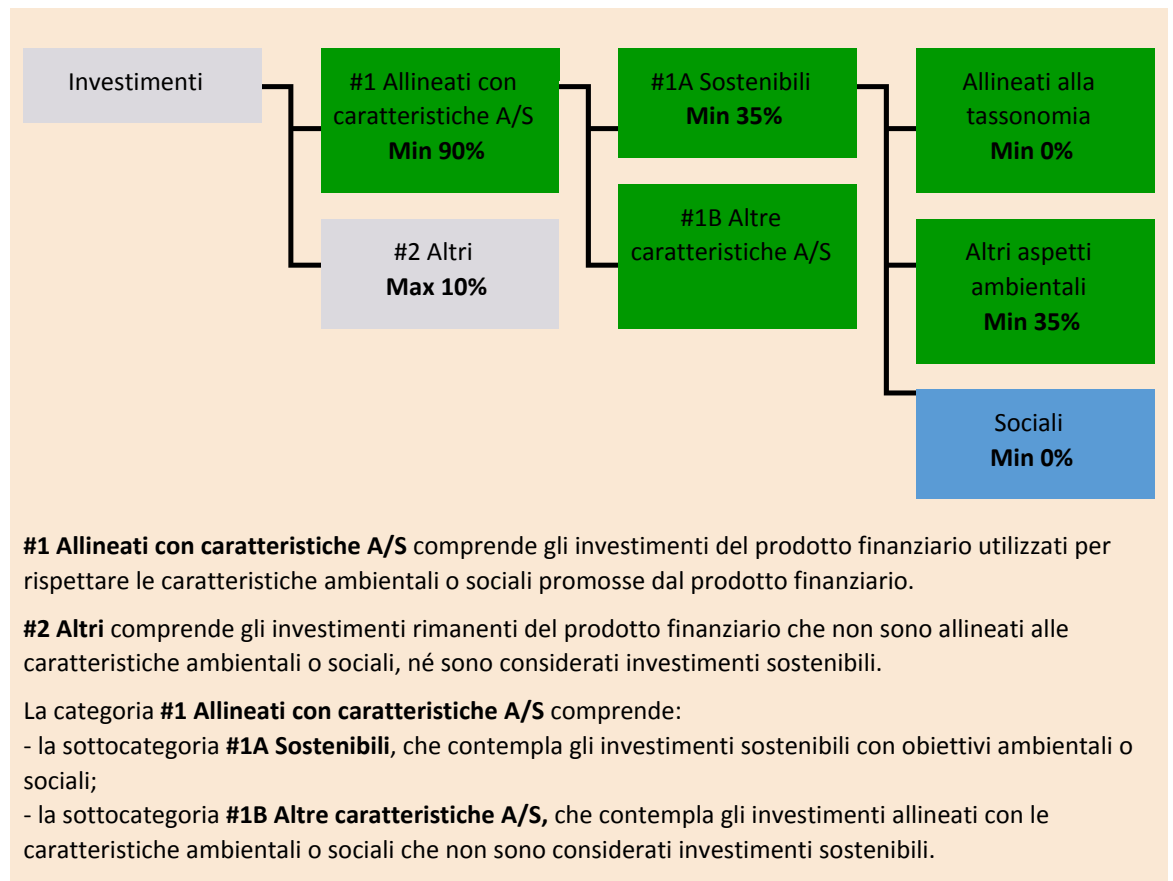 Investimenti
#1 Allineati con
caratteristiche A/S
Min 90%
#2 Altri
Max 10%
#1A Sostenibili
Min 35%
#1B Altre
caratteristiche A/S
Allineati alla
tassonomia
Min 0%
Altri aspetti
ambientali
Min 35%
Sociali
Min 0%
#1 Allineati con caratteristiche A/S comprende gli investimenti del prodotto finanziario utilizzati per
rispettare le caratteristiche ambientali o sociali promosse dal prodotto finanziario.
#2 Altri comprende gli investimenti rimanenti del prodotto finanziario che non sono allineati alle
caratteristiche ambientali o sociali, né sono considerati investimenti sostenibili.
La categoria #1 Allineati con caratteristiche A/S comprende:
- la sottocategoria #1A Sostenibili, che contempla gli investimenti sostenibili con obiettivi ambientali o
sociali;
- la sottocategoria #1B Altre caratteristiche A/S, che contempla gli investimenti allineati con le
caratteristiche ambientali o sociali che non sono considerati investimenti sostenibili.